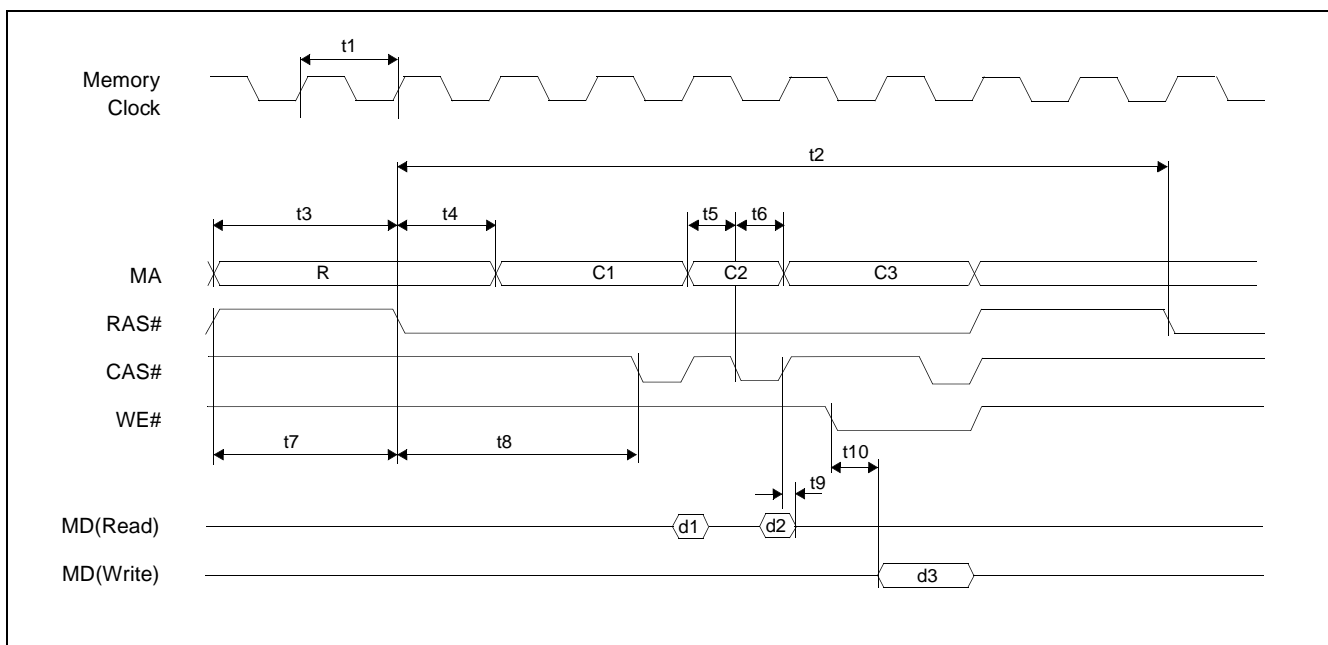 t1
Memory
Clock
t2
t3 t4 t5 t6
MA R C1 C2 C3
RAS#
CAS#
WE#
t7 t8 t10
t9
MD(Read) d1 d2
MD(Write) d3